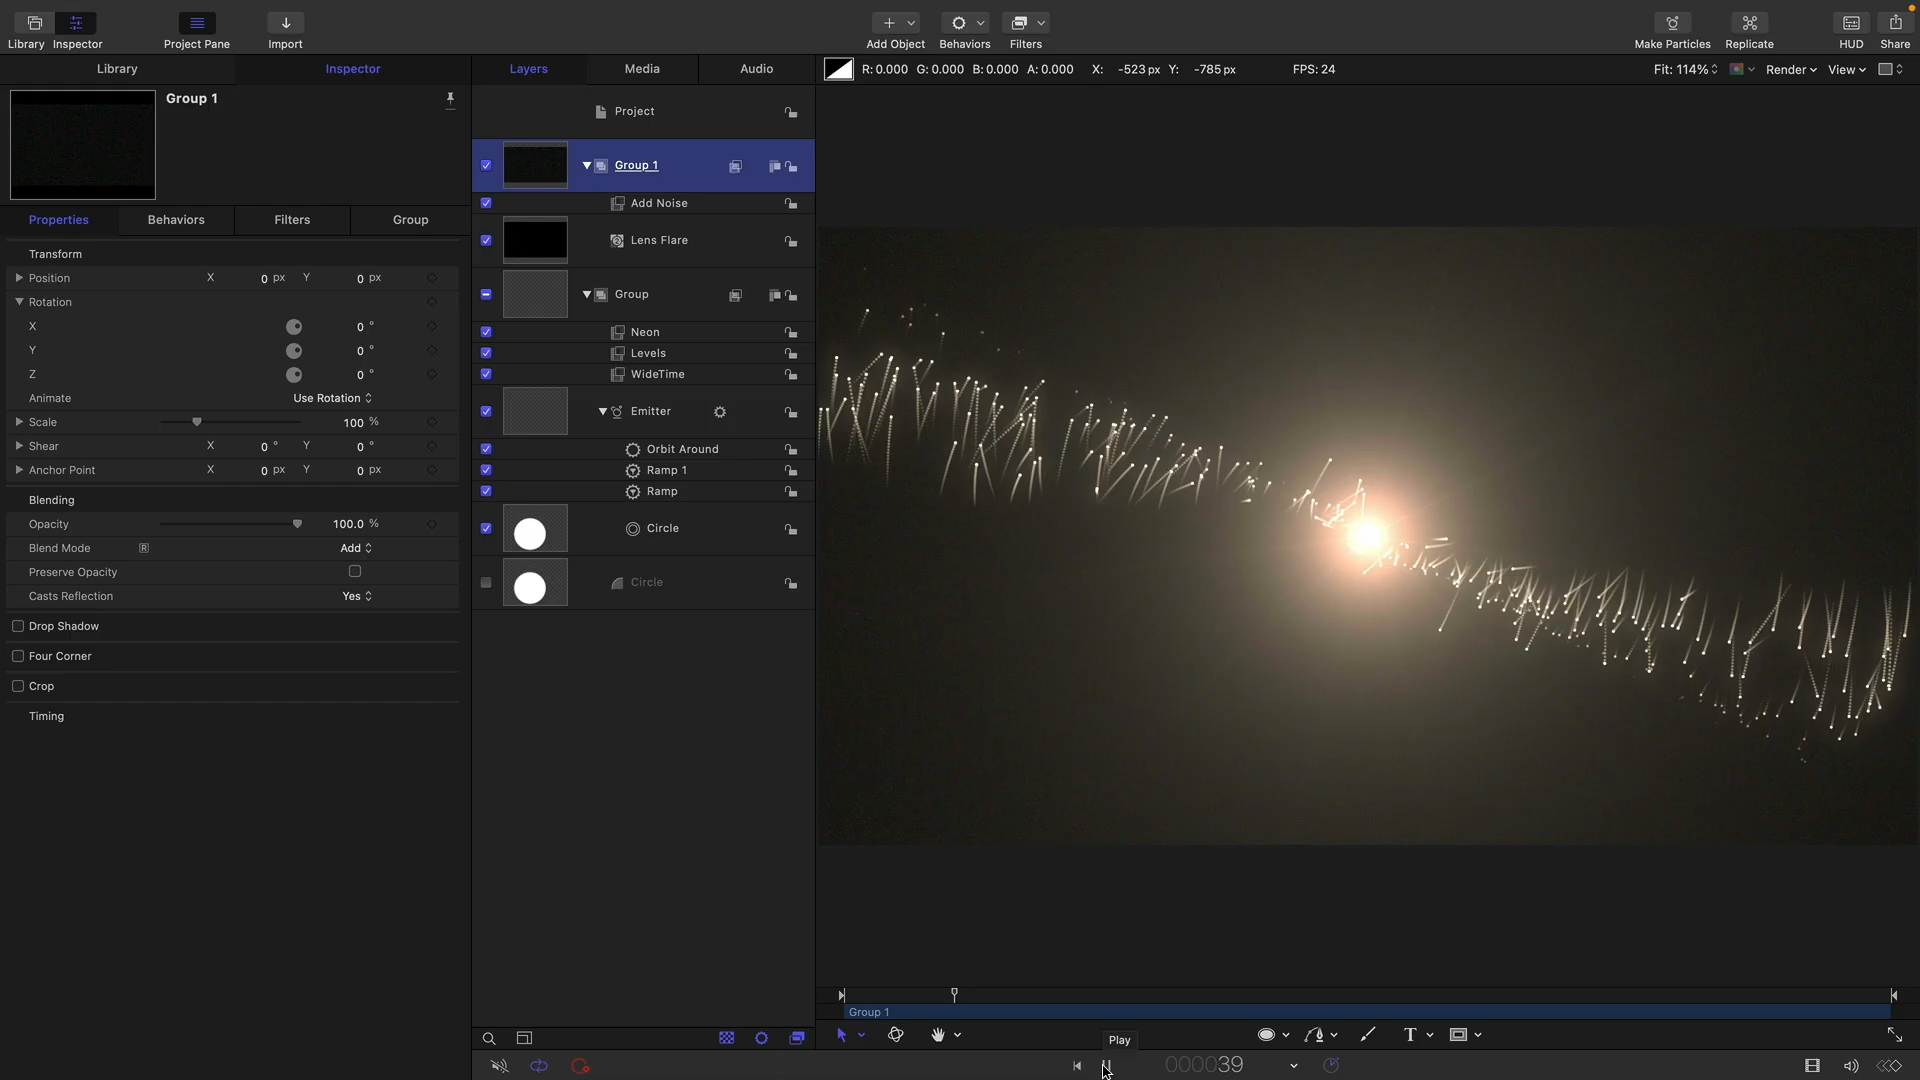 Library Inspector Project Pane Import Add Object Behaviors Filters Make Particles Replicate HUD Share
Library Inspector
Layers Media Audio
R: 0.000 G: 0.000 B: 0.000 A: 0.000 X: -523 px Y: -785 px FPS: 24 Fit: 114% Render View
Group 1
Properties Behaviors Filters Group
Transform
Position X 0 px Y 0 px
Rotation
X 0 °
Y 0 °
Z 0 °
Animate Use Rotation
Scale 100 %
Shear X 0 ° Y 0 °
Anchor Point X 0 px Y 0 px
Blending
Opacity 100.0 %
Blend Mode R Add
Preserve Opacity
Casts Reflection Yes
Drop Shadow
Four Corner
Crop
Timing
Project
Group 1
Add Noise
Lens Flare
Group
Neon
Levels
WideTime
Emitter
Orbit Around
Ramp 1
Ramp
Circle
Circle
Group 1
T
Play
000039